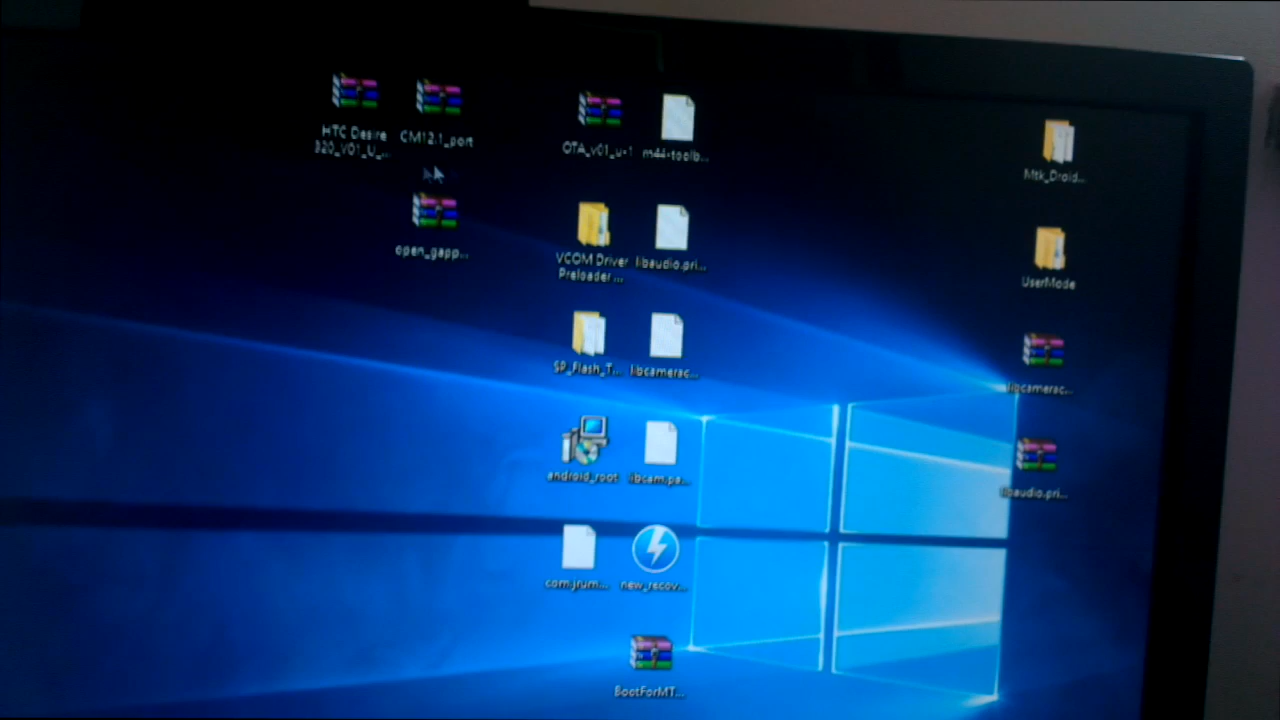 HTC Desire
820_V01_U_...
CM12.1_port
open_gapp...
OTA_v01_u-1
m44-toolb...
VCOM Driver
Preloader ...
libaudio.pri...
SP_Flash_T...
libcamerac...
android_root
libcam.pa...
com.jrum...
new_recov...
BootForMT...
Mtk_Droid...
UserMode
libcamerac...
libaudio.pri...